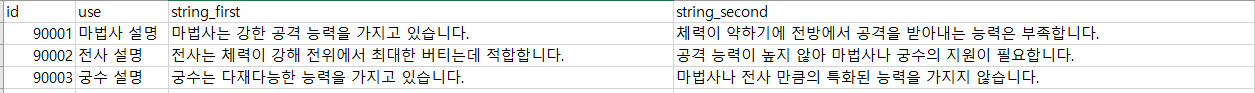 id use string_first string_second
90001 마법사 설명 마법사는 강한 공격 능력을 가지고 있습니다. 체력이 약하기에 전방에서 공격을 받아내는 능력은 부족합니다.
90002 전사 설명 전사는 체력이 강해 전위에서 최대한 버티는데 적합합니다. 공격 능력이 높지 않아 마법사나 궁수의 지원이 필요합니다.
90003 궁수 설명 궁수는 다재다능한 능력을 가지고 있습니다. 마법사나 전사 만큼의 특화된 능력을 가지지 않습니다.